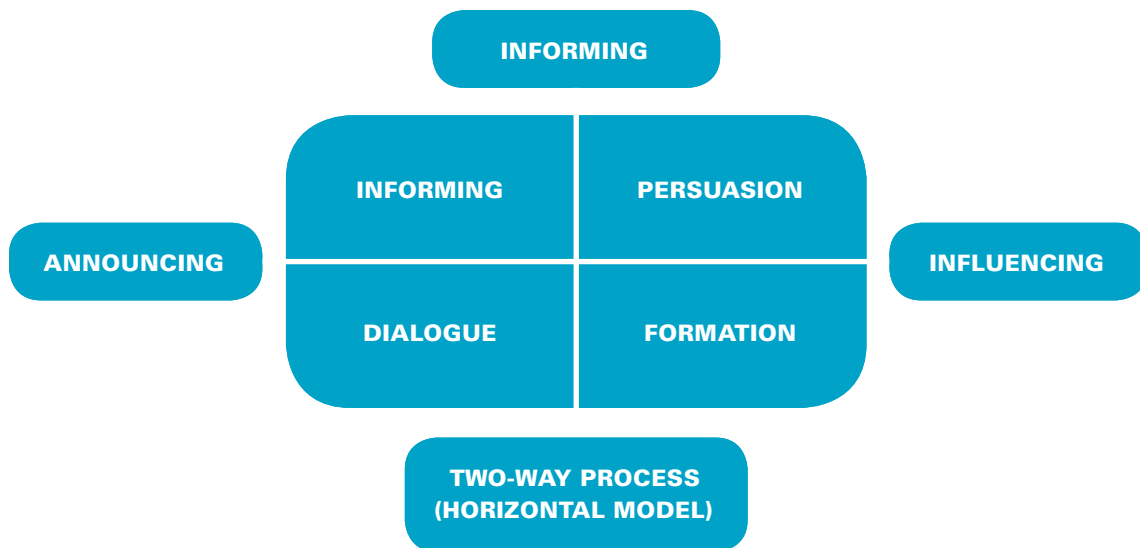 INFORMING
INFORMING
PERSUASION
ANNOUNCING
INFLUENCING
DIALOGUE
FORMATION
TWO-WAY PROCESS
(HORIZONTAL MODEL)